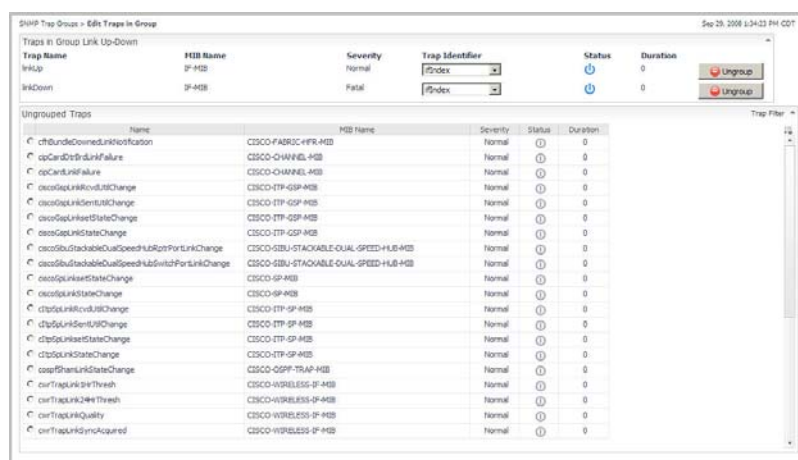 SNMP Trap Groups > Edit Traps in Group Sep 29, 2008 1:34:23 PM CDT
Traps in Group Link Up-Down
Trap Name MIB Name Severity Trap Identifier Status Duration
linkUp IF-MIB Normal ifIndex 0 Ungroup
linkDown IF-MIB Fatal ifIndex 0 Ungroup
Ungrouped Traps Trap Filter
Name MIB Name Severity Status Duration
cfhBundleDownedLinkNotification CISCO-FABRIC-HFR-MIB Normal 0
cipCardDtrBrdLinkFailure CISCO-CHANNEL-MIB Normal 0
cipCardLinkFailure CISCO-CHANNEL-MIB Normal 0
ciscoGspLinkRcvdUtilChange CISCO-ITP-GSP-MIB Normal 0
ciscoGspLinkSentUtilChange CISCO-ITP-GSP-MIB Normal 0
ciscoGspLinksetStateChange CISCO-ITP-GSP-MIB Normal 0
ciscoGspLinkStateChange CISCO-ITP-GSP-MIB Normal 0
ciscoSibuStackableDualSpeedHubRptrPortLinkChange CISCO-SIBU-STACKABLE-DUAL-SPEED-HUB-MIB Normal 0
ciscoSibuStackableDualSpeedHubSwitchPortLinkChange CISCO-SIBU-STACKABLE-DUAL-SPEED-HUB-MIB Normal 0
ciscoSpLinksetStateChange CISCO-SP-MIB Normal 0
ciscoSpLinkStateChange CISCO-SP-MIB Normal 0
cItpSpLinkRcvdUtilChange CISCO-ITP-SP-MIB Normal 0
cItpSpLinkSentUtilChange CISCO-ITP-SP-MIB Normal 0
cItpSpLinksetStateChange CISCO-ITP-SP-MIB Normal 0
cItpSpLinkStateChange CISCO-ITP-SP-MIB Normal 0
cospfShamLinkStateChange CISCO-OSPF-TRAP-MIB Normal 0
cwrTrapLink1HrThresh CISCO-WIRELESS-IF-MIB Normal 0
cwrTrapLink24HrThresh CISCO-WIRELESS-IF-MIB Normal 0
cwrTrapLinkQuality CISCO-WIRELESS-IF-MIB Normal 0
cwrTrapLinkSyncAcquired CISCO-WIRELESS-IF-MIB Normal 0